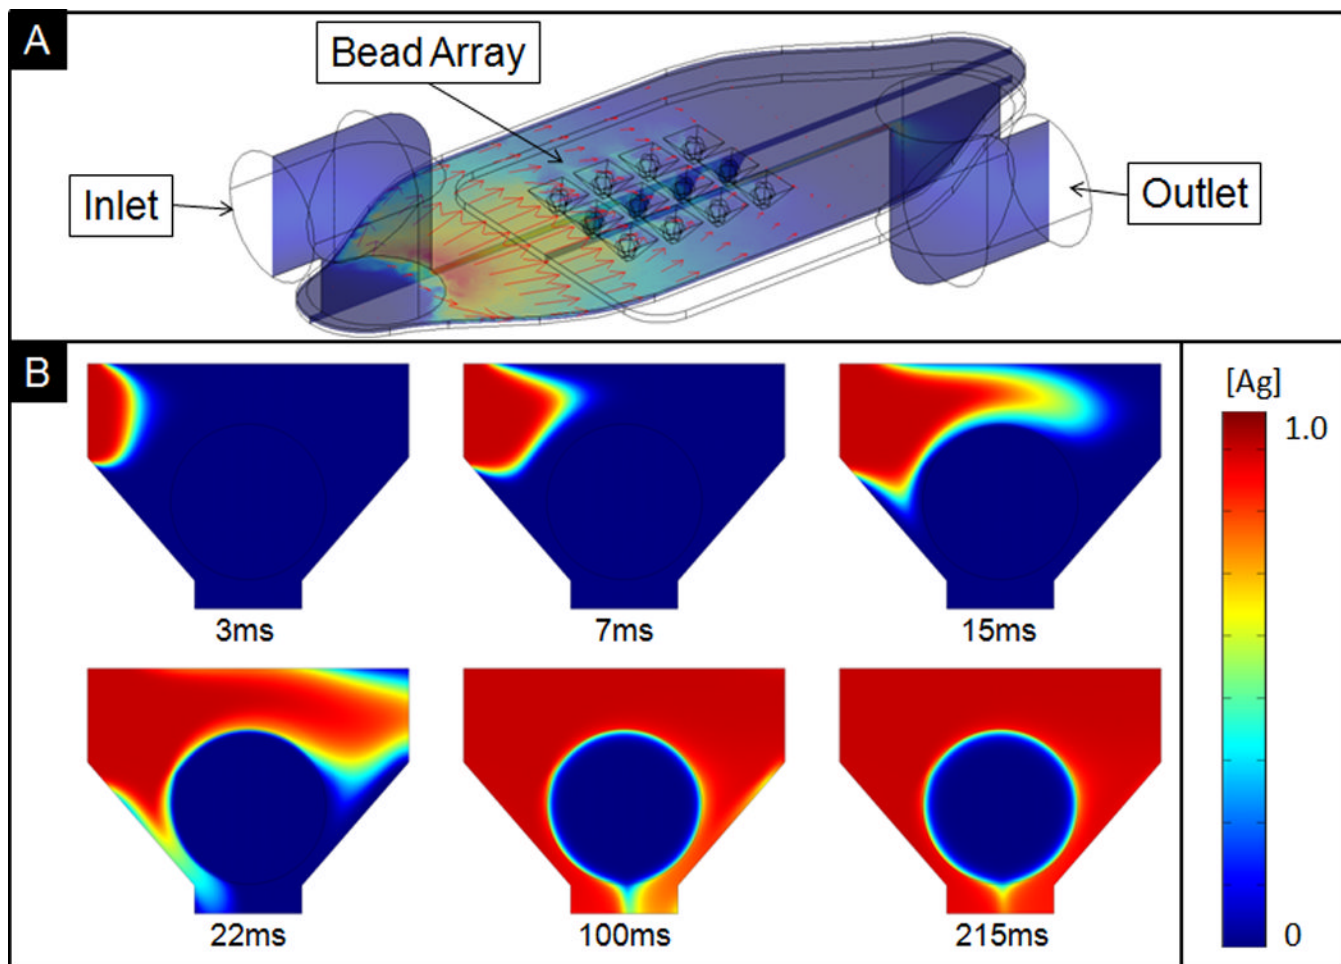 A
Bead Array
Inlet
Outlet
B
[Ag]
1.0
3ms
7ms
15ms
22ms
100ms
215ms
0